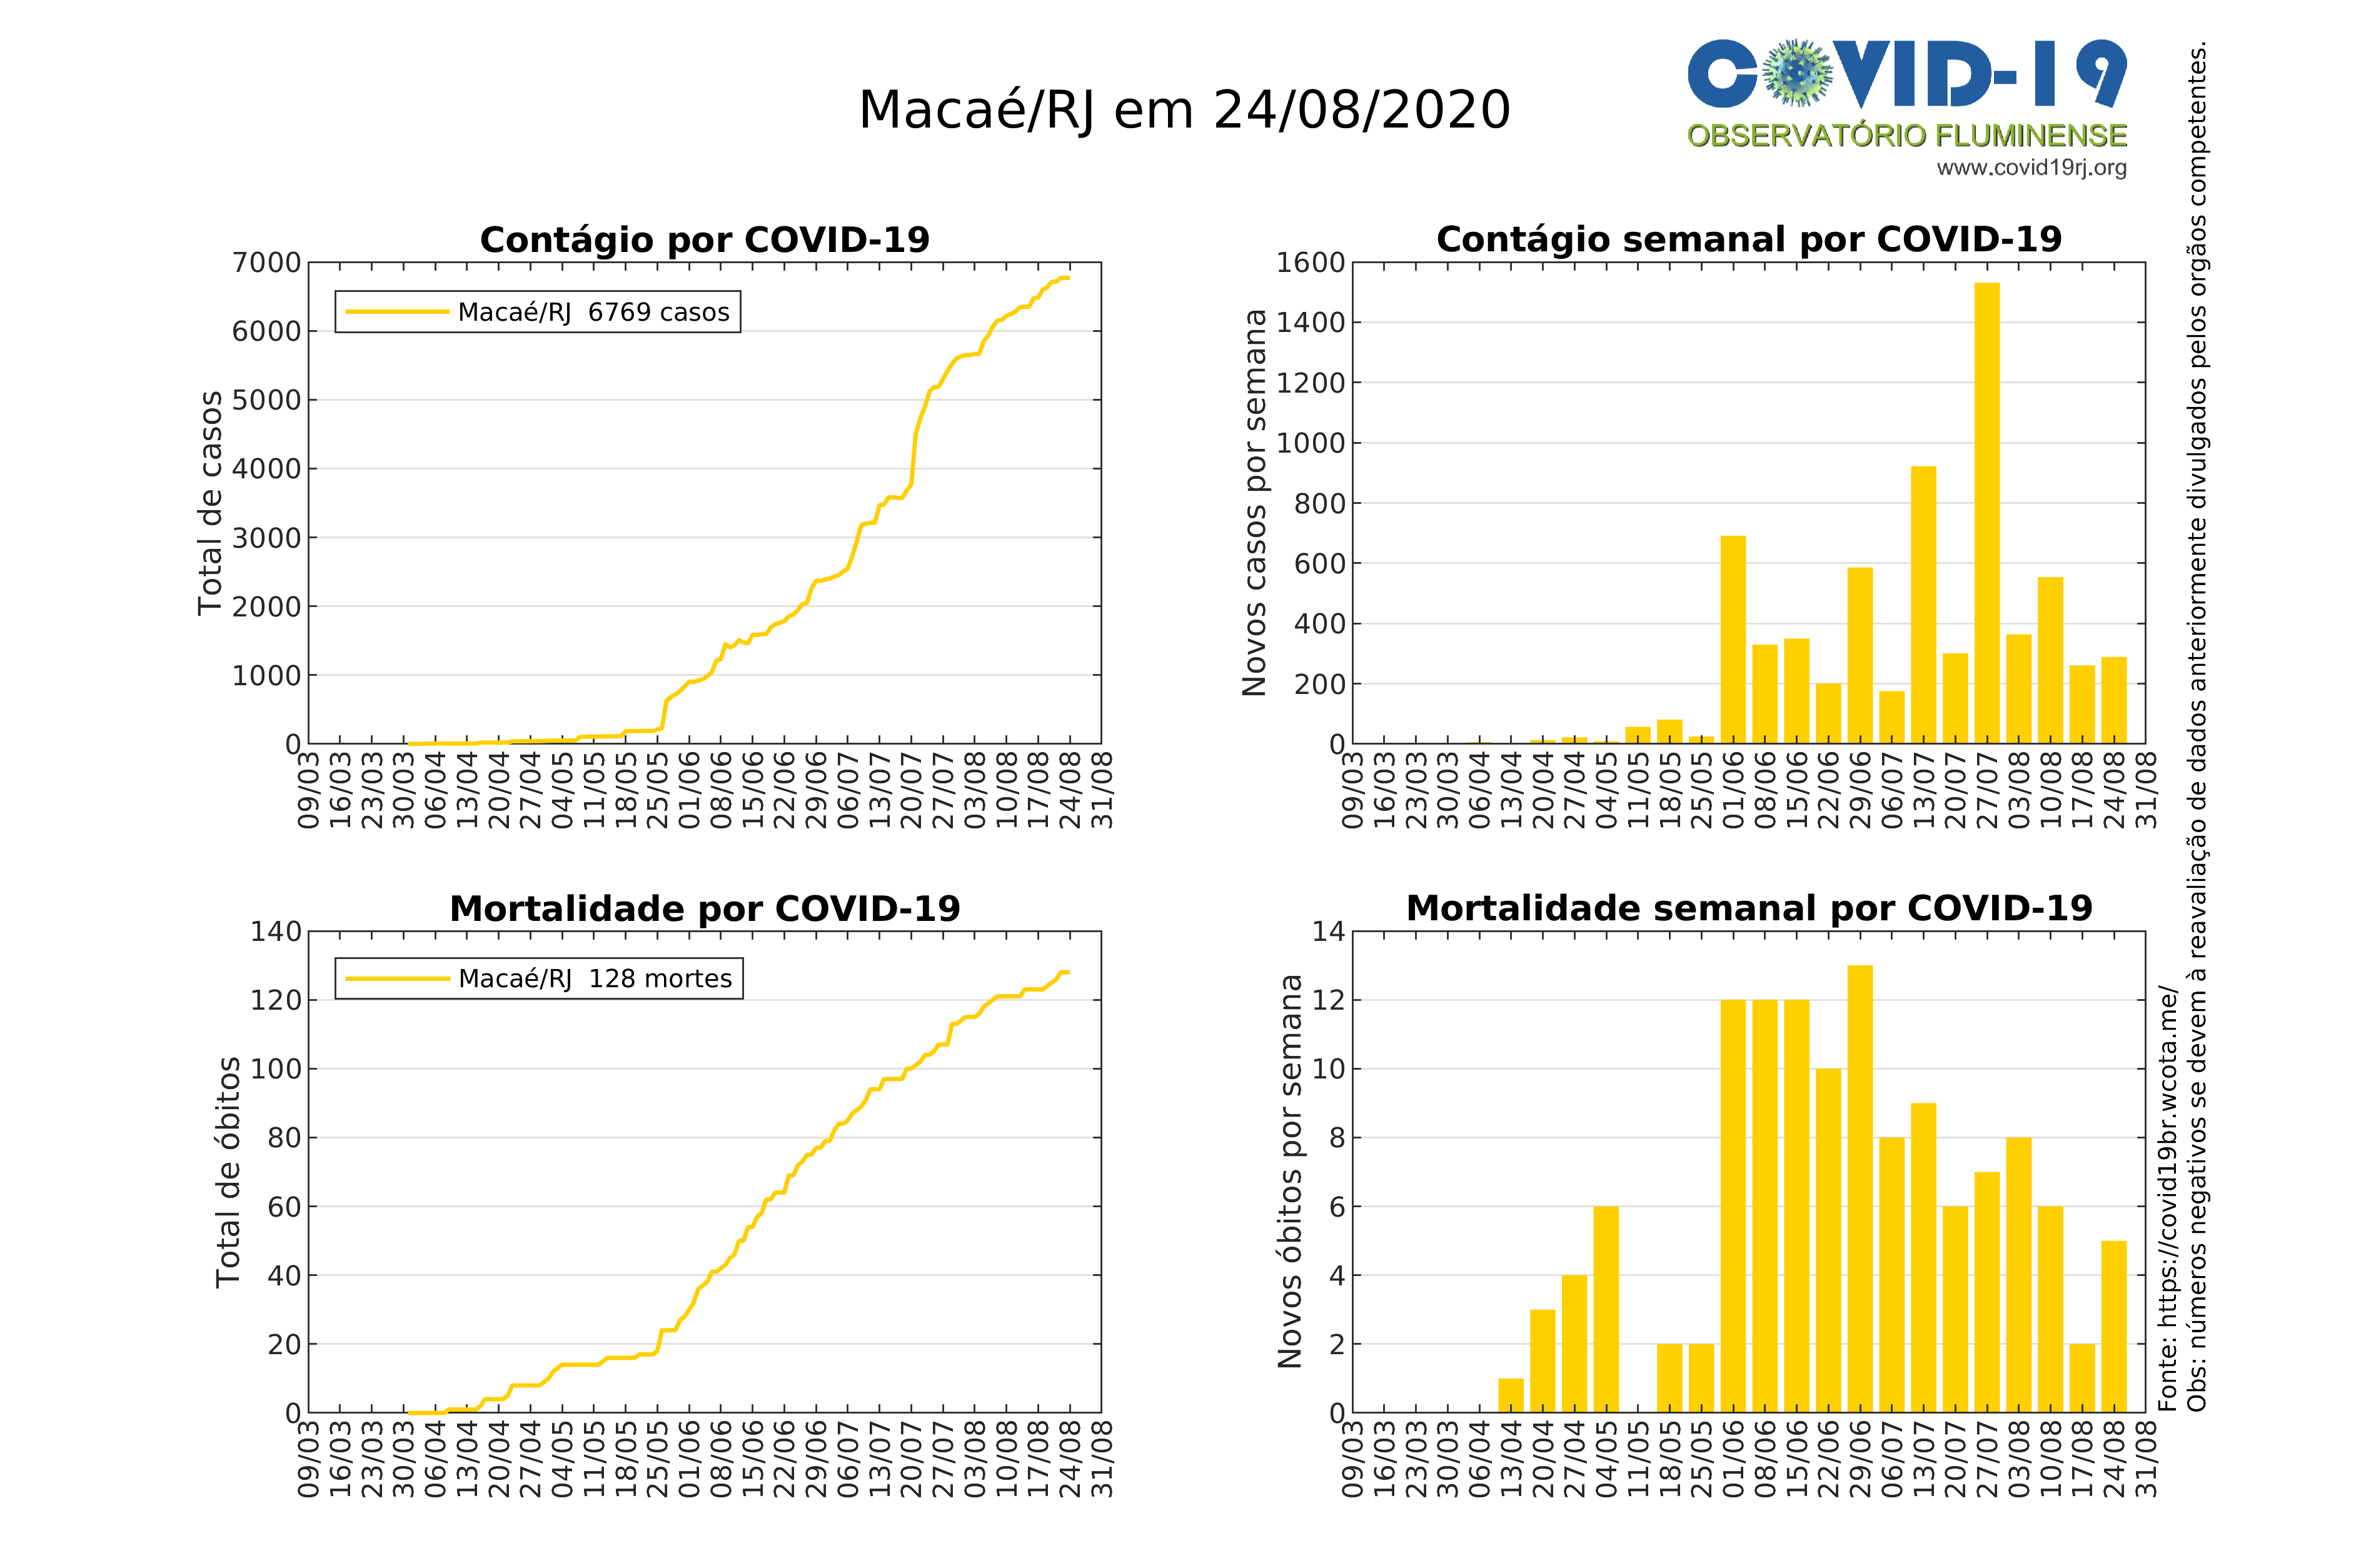 Macaé/RJ em 24/08/2020
COVID-19
OBSERVATÓRIO FLUMINENSE
www.covid19rj.org
Contágio por COVID-19
Total de casos
7000
6000
5000
4000
3000
2000
1000
0
Macaé/RJ 6769 casos
09/03 16/03 23/03 30/03 06/04 13/04 20/04 27/04 04/05 11/05 18/05 25/05 01/06 08/06 15/06 22/06 29/06 06/07 13/07 20/07 27/07 03/08 10/08 17/08 24/08 31/08
Contágio semanal por COVID-19
Novos casos por semana
1600
1400
1200
1000
800
600
400
200
0
09/03 16/03 23/03 30/03 06/04 13/04 20/04 27/04 04/05 11/05 18/05 25/05 01/06 08/06 15/06 22/06 29/06 06/07 13/07 20/07 27/07 03/08 10/08 17/08 24/08 31/08
Mortalidade por COVID-19
Total de óbitos
140
120
100
80
60
40
20
0
Macaé/RJ 128 mortes
09/03 16/03 23/03 30/03 06/04 13/04 20/04 27/04 04/05 11/05 18/05 25/05 01/06 08/06 15/06 22/06 29/06 06/07 13/07 20/07 27/07 03/08 10/08 17/08 24/08 31/08
Mortalidade semanal por COVID-19
Novos óbitos por semana
14
12
10
8
6
4
2
0
09/03 16/03 23/03 30/03 06/04 13/04 20/04 27/04 04/05 11/05 18/05 25/05 01/06 08/06 15/06 22/06 29/06 06/07 13/07 20/07 27/07 03/08 10/08 17/08 24/08 31/08
Fonte: https://covid19br.wcota.me/
Obs: números negativos se devem à reavaliação de dados anteriormente divulgados pelos orgãos competentes.